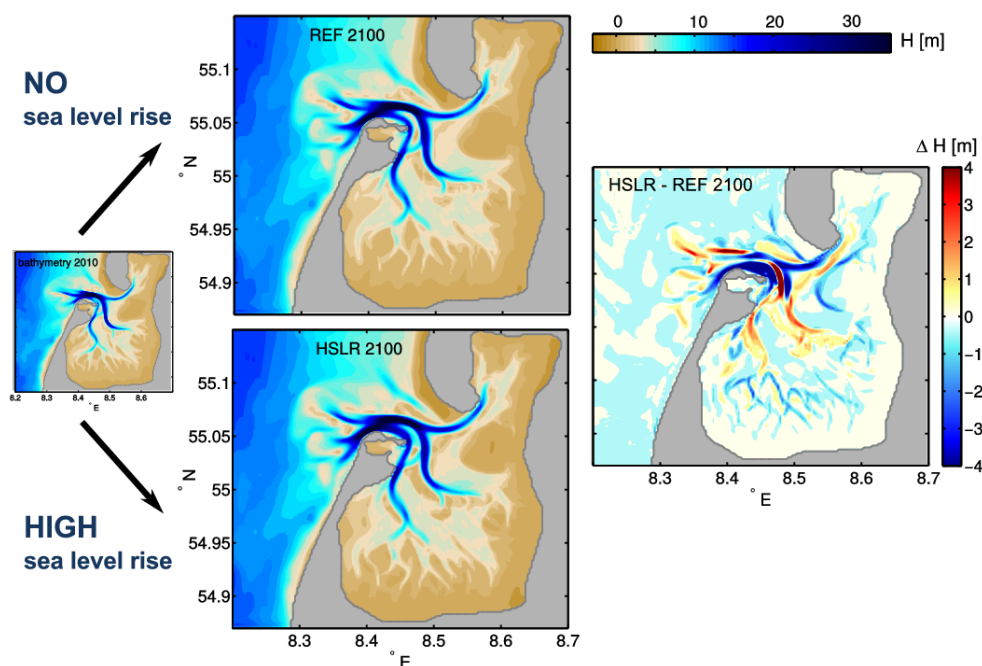 NO
sea level rise
bathymetry 2010
8.2 8.3 8.4 8.5 8.6
° E
HIGH
sea level rise
REF 2100
55.1
55.05
55
54.95
54.9
° N
HSLR 2100
55.1
55.05
55
54.95
54.9
° N
8.3 8.4 8.5 8.6 8.7
° E
0 10 20 30
H [m]
HSLR - REF 2100
8.3 8.4 8.5 8.6 8.7
° E
Δ H [m]
4
3
2
1
0
−1
−2
−3
−4